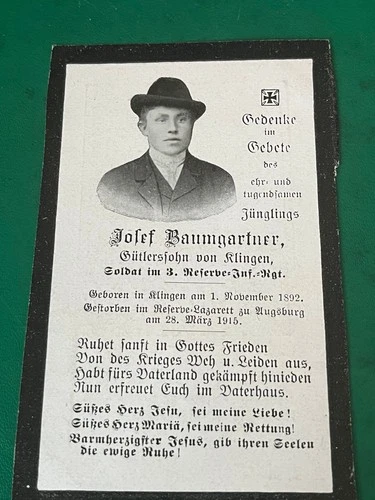 Gedenke
im
Gebete
des
ehr- und
tugendsamen
Jünglings
Josef Baumgartner,
Gütlerssohn von Klingen,
Soldat im 3. Reserve-Inf.-Rgt.
Geboren in Klingen am 1. November 1892.
Gestorben im Reserve-Lazarett zu Augsburg
am 28. März 1915.
Ruhet sanft in Gottes Frieden
Von des Krieges Weh u. Leiden aus,
Habt fürs Vaterland gekämpft hinieden
Nun erfreuet Euch im Vaterhaus.
Süßes Herz Jesu, sei meine Liebe!
Süßes Herz Mariä, sei meine Rettung!
Barmherzigster Jesus, gib ihren Seelen
die ewige Ruhe!